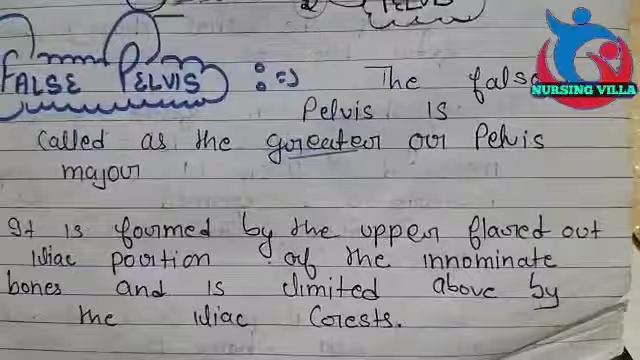 PELVIS
NURSING VILLA
FALSE PELVIS :=> The false
Pelvis is
called as the greater or Pelvis
major
It is formed by the upper flared out
iliac portion of the innominate
bones and is limited above by
the iliac Crests.